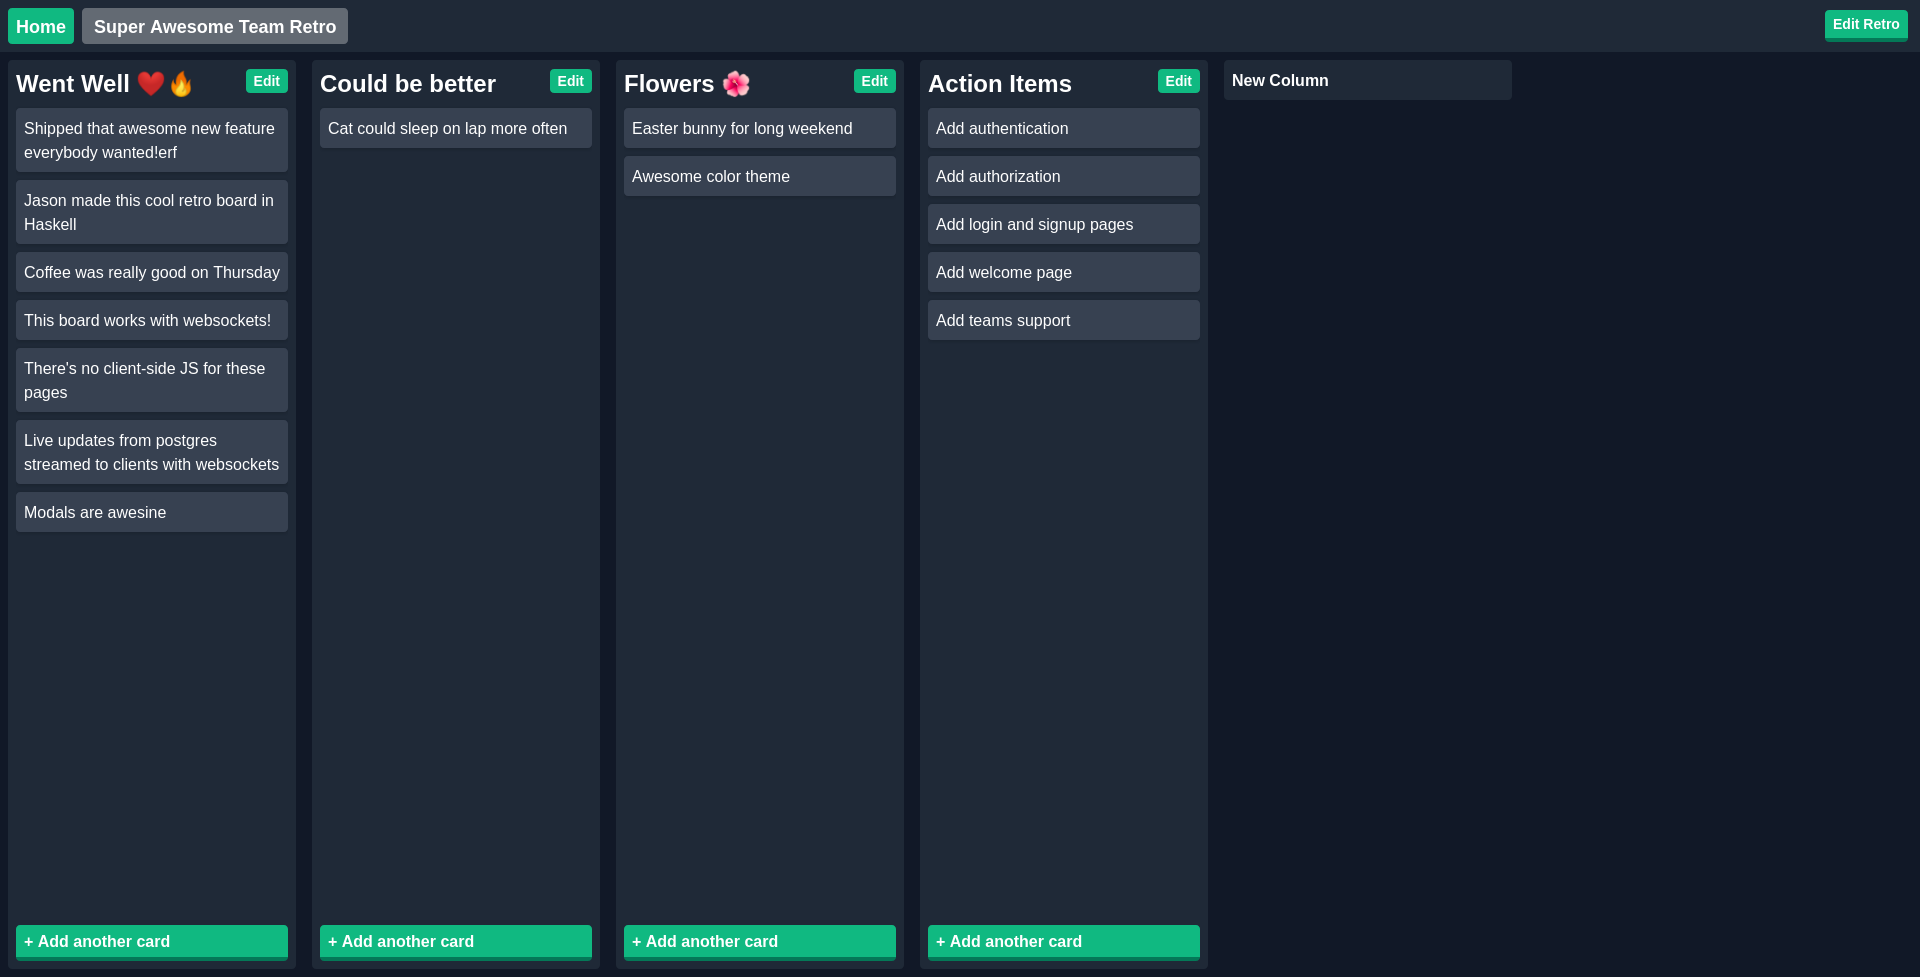 Home
Super Awesome Team Retro
Edit Retro
Went Well ❤️🔥
Edit
Shipped that awesome new feature
everybody wanted!erf
Jason made this cool retro board in
Haskell
Coffee was really good on Thursday
This board works with websockets!
There's no client-side JS for these
pages
Live updates from postgres
streamed to clients with websockets
Modals are awesine
+ Add another card
Could be better
Edit
Cat could sleep on lap more often
+ Add another card
Flowers 🌸
Edit
Easter bunny for long weekend
Awesome color theme
+ Add another card
Action Items
Edit
Add authentication
Add authorization
Add login and signup pages
Add welcome page
Add teams support
+ Add another card
New Column